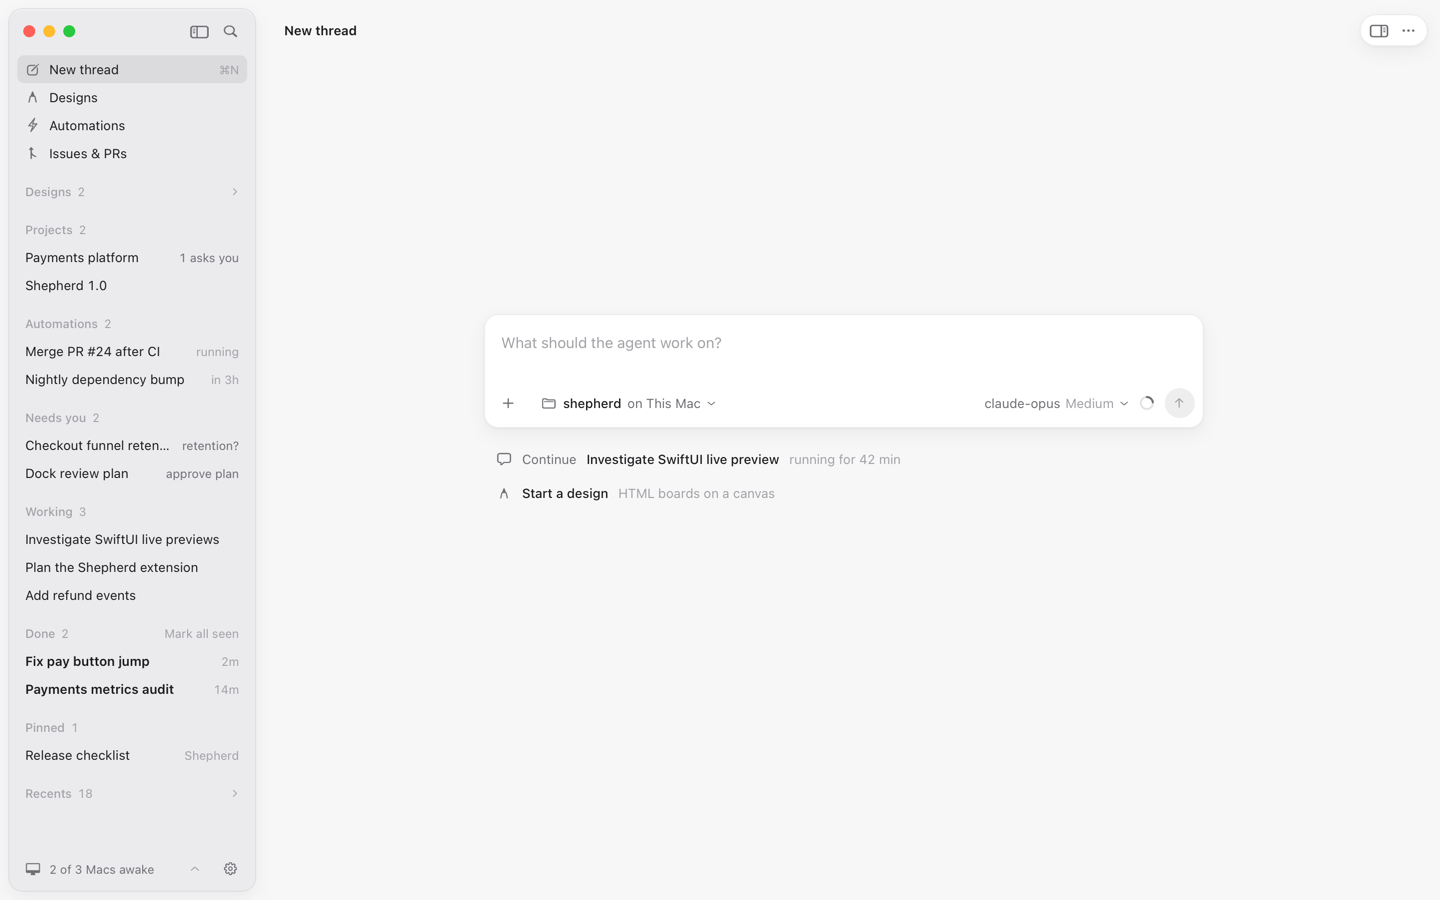 New thread
New thread ⌘N
Designs
Automations
Issues & PRs
Designs 2
Projects 2
Payments platform 1 asks you
Shepherd 1.0
Automations 2
Merge PR #24 after CI running
Nightly dependency bump in 3h
Needs you 2
Checkout funnel reten... retention?
Dock review plan approve plan
Working 3
Investigate SwiftUI live previews
Plan the Shepherd extension
Add refund events
Done 2 Mark all seen
Fix pay button jump 2m
Payments metrics audit 14m
Pinned 1
Release checklist Shepherd
Recents 18
2 of 3 Macs awake
What should the agent work on?
shepherd on This Mac
claude-opus Medium
Continue Investigate SwiftUI live preview running for 42 min
Start a design HTML boards on a canvas